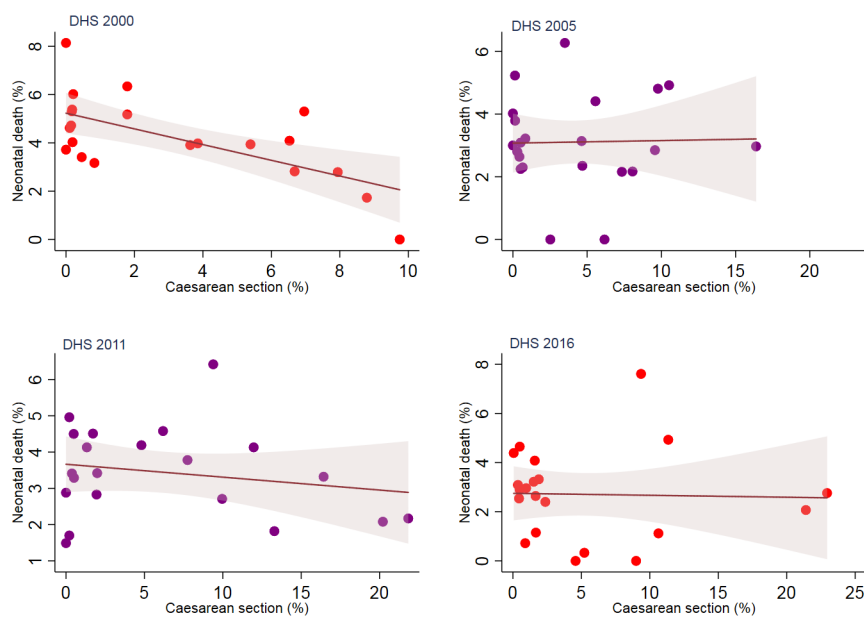 DHS 2000
Neonatal death (%)
8
6
4
2
0
0 2 4 6 8 10
Caesarean section (%)
DHS 2005
Neonatal death (%)
6
4
2
0
0 5 10 15 20
Caesarean section (%)
DHS 2011
Neonatal death (%)
6
5
4
3
2
1
0 5 10 15 20
Caesarean section (%)
DHS 2016
Neonatal death (%)
8
6
4
2
0
0 5 10 15 20 25
Caesarean section (%)